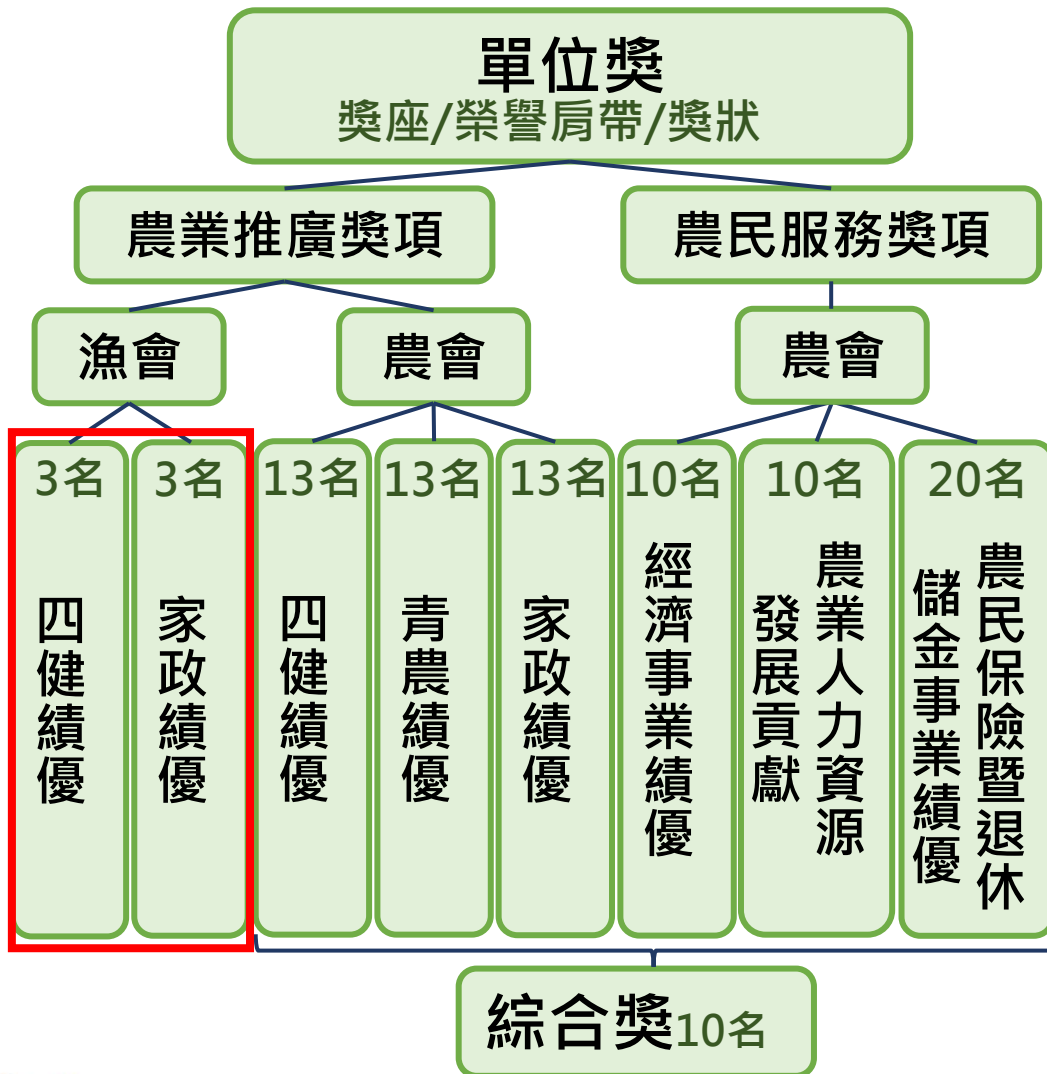 單位獎
獎座/榮譽肩帶/獎狀
農業推廣獎項
農民服務獎項
漁會
農會
農會
3名
四健績優
3名
家政績優
13名
四健績優
13名
青農績優
13名
家政績優
10名
經濟事業績優
10名
農業人力資源
發展貢獻
20名
農民保險暨退休
儲金事業績優
綜合獎10名